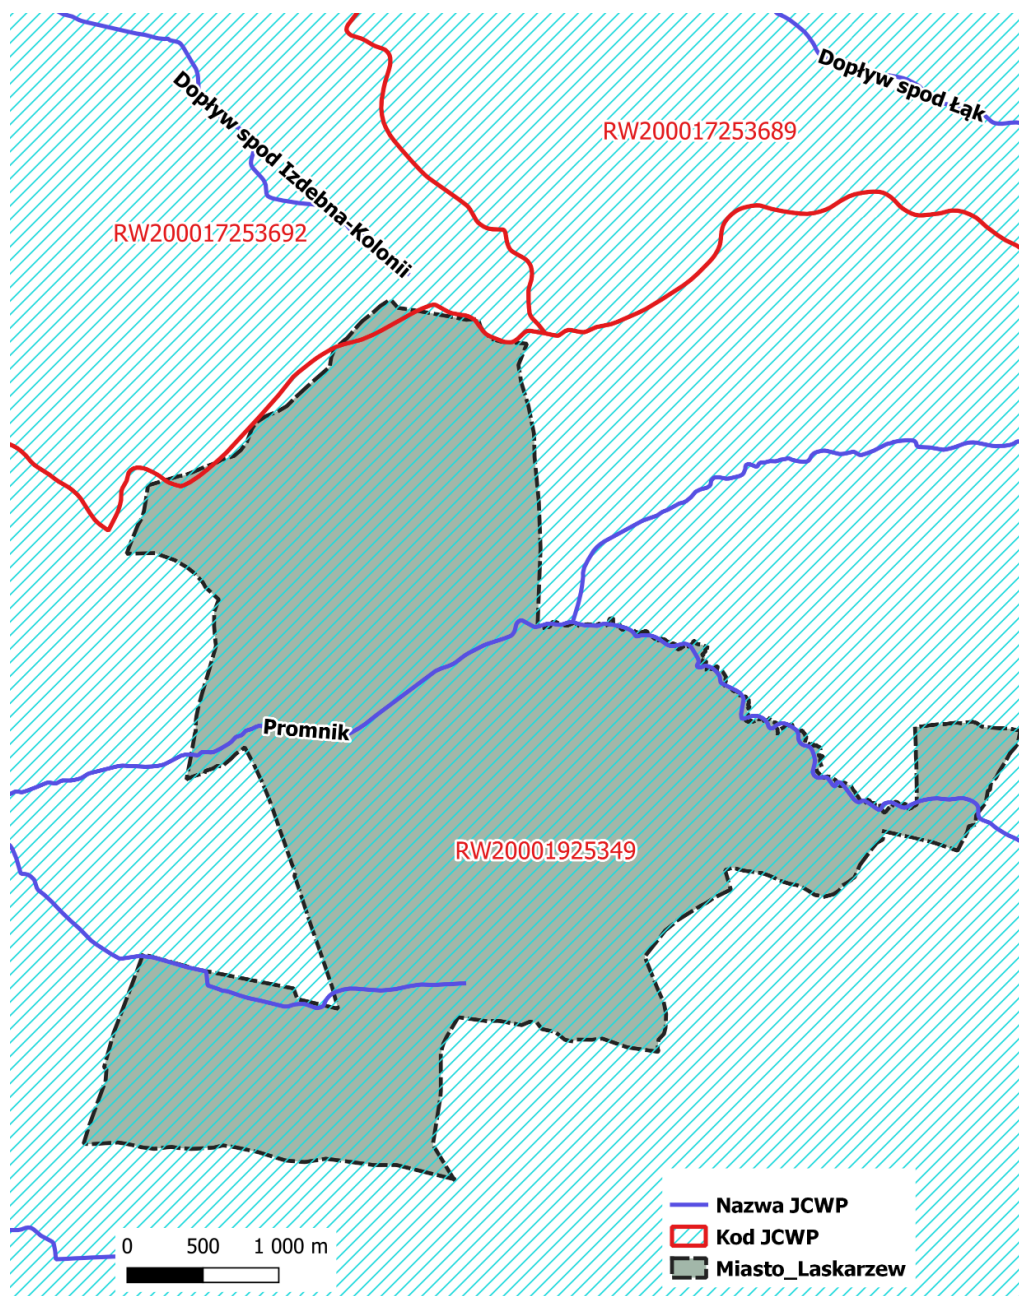 Dopływ spod Łąk
Dopływ spod Izdebna-Kolonii
RW200017253689
RW200017253692
Promnik
RW20001925349
Nazwa JCWP
Kod JCWP
Miasto_Laskarzew
0 500 1 000 m